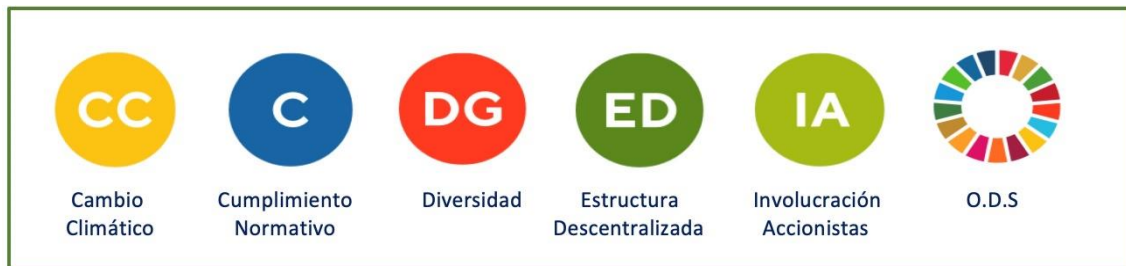 CC
C
DG
ED
IA
Cambio
Climático
Cumplimiento
Normativo
Diversidad
Estructura
Descentralizada
Involucración
Accionistas
O.D.S